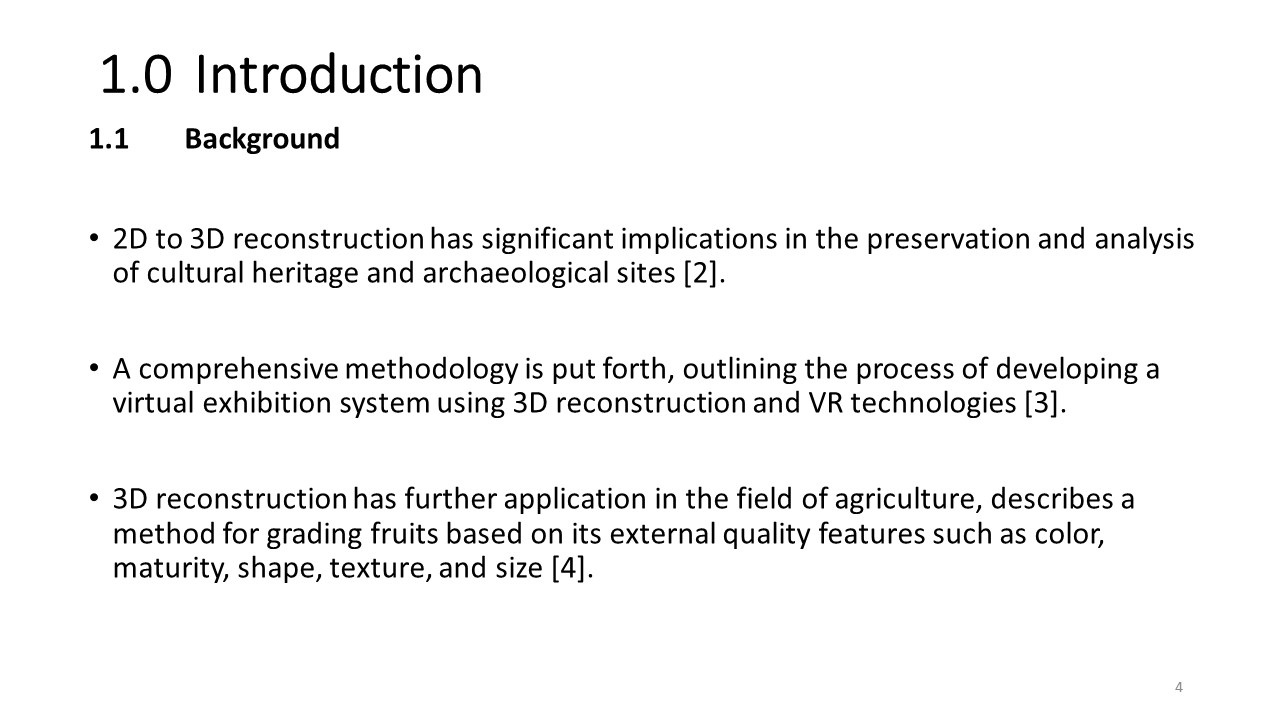 1.0 Introduction
1.1 Background
• 2D to 3D reconstruction has significant implications in the preservation and analysis
of cultural heritage and archaeological sites [2].
• A comprehensive methodology is put forth, outlining the process of developing a
virtual exhibition system using 3D reconstruction and VR technologies [3].
• 3D reconstruction has further application in the field of agriculture, describes a
method for grading fruits based on its external quality features such as color,
maturity, shape, texture, and size [4].
4